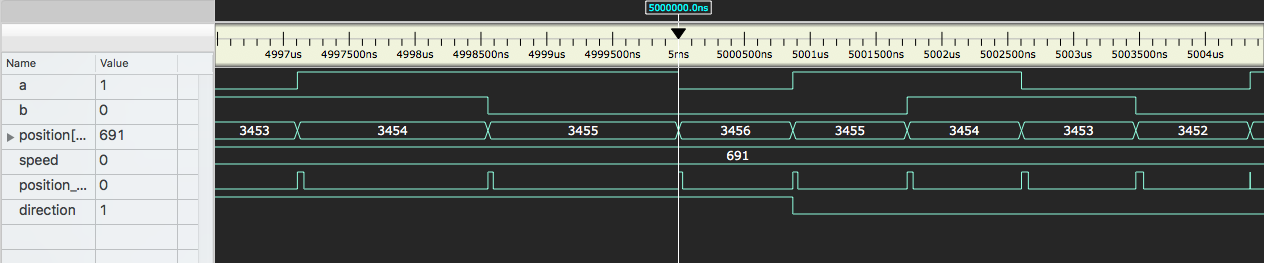 5000000.0ns
4997us 4997500ns 4998us 4998500ns 4999us 4999500ns 5ms 5000500ns 5001us 5001500ns 5002us 5002500ns 5003us 5003500ns 5004us
Name Value
a 1
b 0
position[... 691 3453 3454 3455 3456 3455 3454 3453 3452
speed 0 691
position_... 0
direction 1